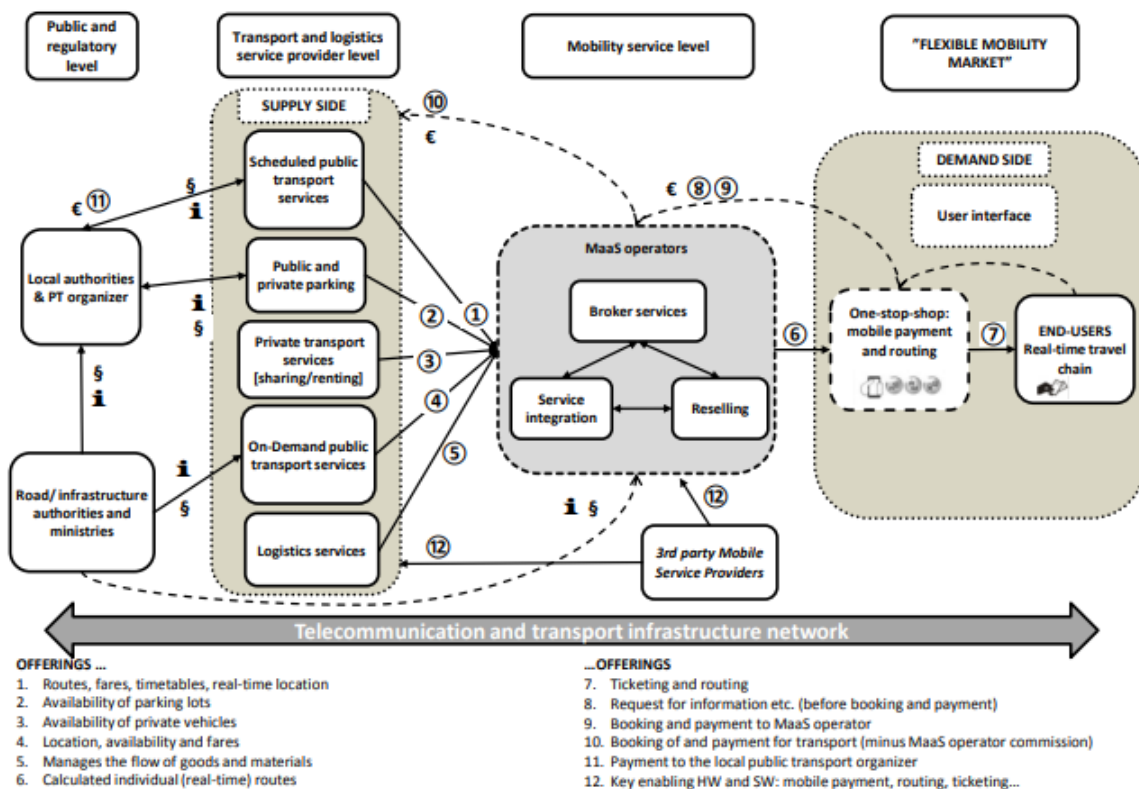 Public and
regulatory
level
Transport and logistics
service provider level
Mobility service level
"FLEXIBLE MOBILITY
MARKET"
SUPPLY SIDE
⑩
€
Scheduled public
transport
services
DEMAND SIDE
User interface
§
€ ⑪
i
€ ⑧ ⑨
Local authorities
& PT organizer
Public and
private parking
i
§
MaaS operators
Broker services
①
②
③
④
⑤
Private transport
services
[sharing/renting]
One-stop-shop:
mobile payment
and routing
⑥
⑦
END-USERS
Real-time travel
chain
§
i
Service
integration
Reselling
On-Demand public
transport services
i
§
Road/ infrastructure
authorities and
ministries
i §
⑫
Logistics services
⑫
3rd party Mobile
Service Providers
Telecommunication and transport infrastructure network
OFFERINGS ...
1. Routes, fares, timetables, real-time location
2. Availability of parking lots
3. Availability of private vehicles
4. Location, availability and fares
5. Manages the flow of goods and materials
6. Calculated individual (real-time) routes
...OFFERINGS
7. Ticketing and routing
8. Request for information etc. (before booking and payment)
9. Booking and payment to MaaS operator
10. Booking of and payment for transport (minus MaaS operator commission)
11. Payment to the local public transport organizer
12. Key enabling HW and SW: mobile payment, routing, ticketing...